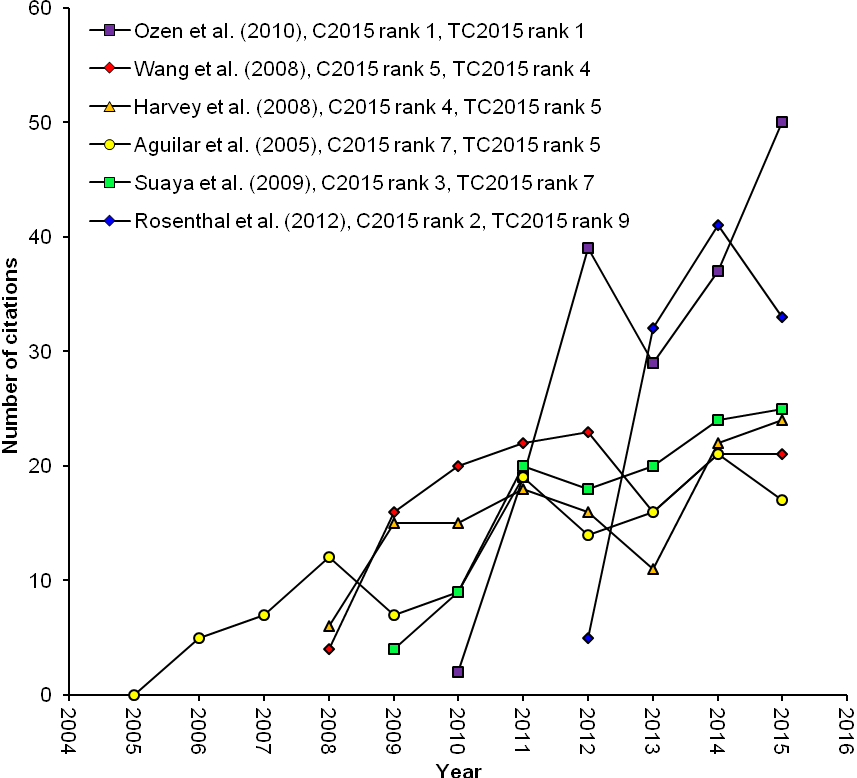 60
50
40
30
20
10
0
Number of citations
Ozen et al. (2010), C2015 rank 1, TC2015 rank 1
Wang et al. (2008), C2015 rank 5, TC2015 rank 4
Harvey et al. (2008), C2015 rank 4, TC2015 rank 5
Aguilar et al. (2005), C2015 rank 7, TC2015 rank 5
Suaya et al. (2009), C2015 rank 3, TC2015 rank 7
Rosenthal et al. (2012), C2015 rank 2, TC2015 rank 9
2004
2005
2006
2007
2008
2009
2010
2011
2012
2013
2014
2015
2016
Year